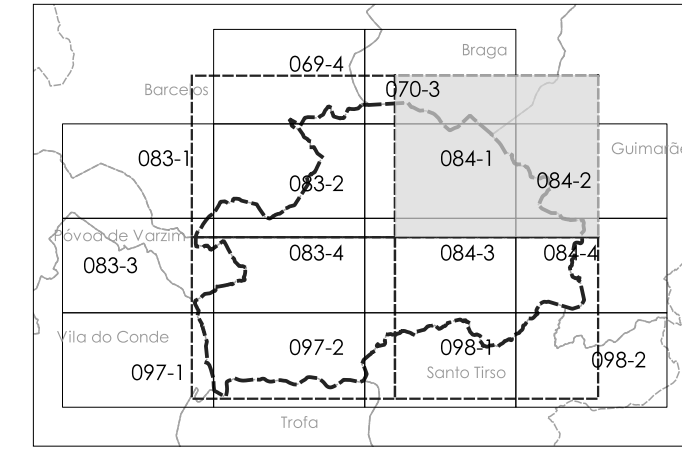 Braga
069-4
Barcelos
070-3
Guimarãe
083-1
084-1
083-2
084-2
Póvoa de Varzim
083-4
084-3
084-4
083-3
Vila do Conde
097-2
098-1
098-2
097-1
Santo Tirso
Trofa